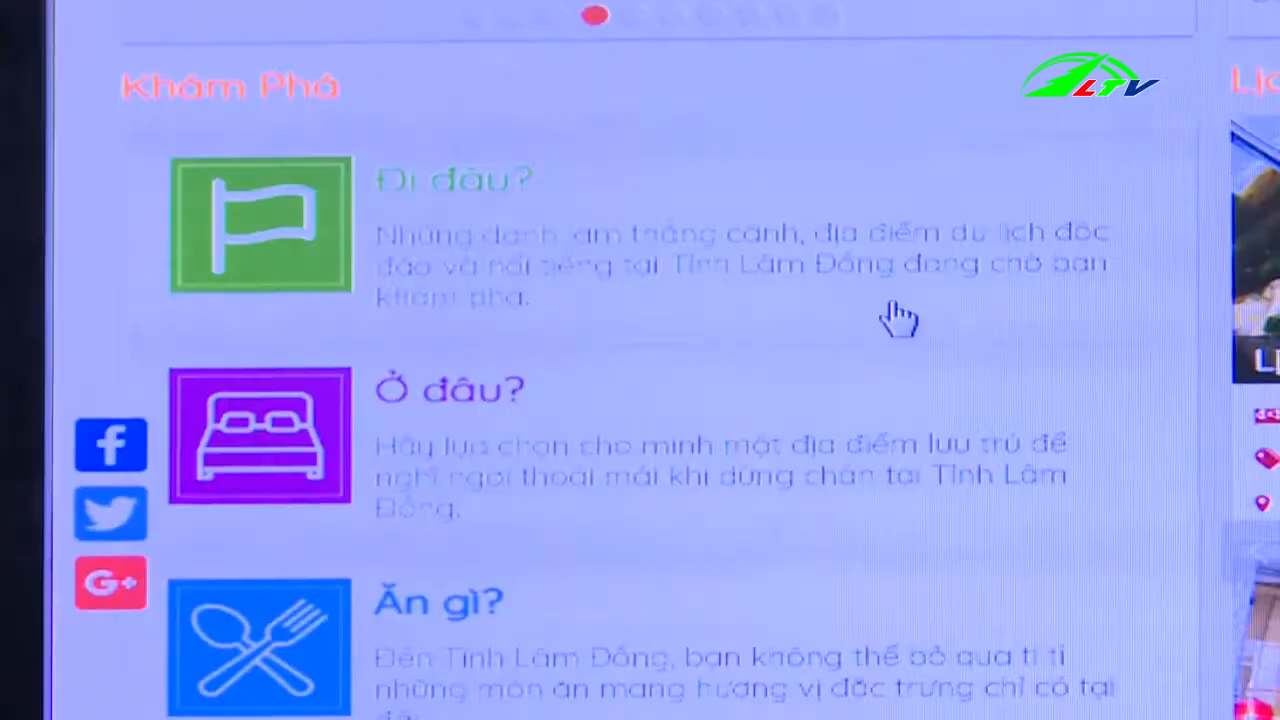 Khám Phá
LTV
Đi đâu?
Những danh lam thắng cảnh, địa điểm du lịch độc
đáo và nổi tiếng tại Tỉnh Lâm Đồng đang chờ bạn
khám phá.
Ở đâu?
Hãy lựa chọn cho mình một địa điểm lưu trú để
nghỉ ngơi thoải mái khi dừng chân tại Tỉnh Lâm
Đồng.
f
G+
Ăn gì?
Đến Tỉnh Lâm Đồng, bạn không thể bỏ qua tỉ tỉ
những món ăn mang hương vị đặc trưng chỉ có tại